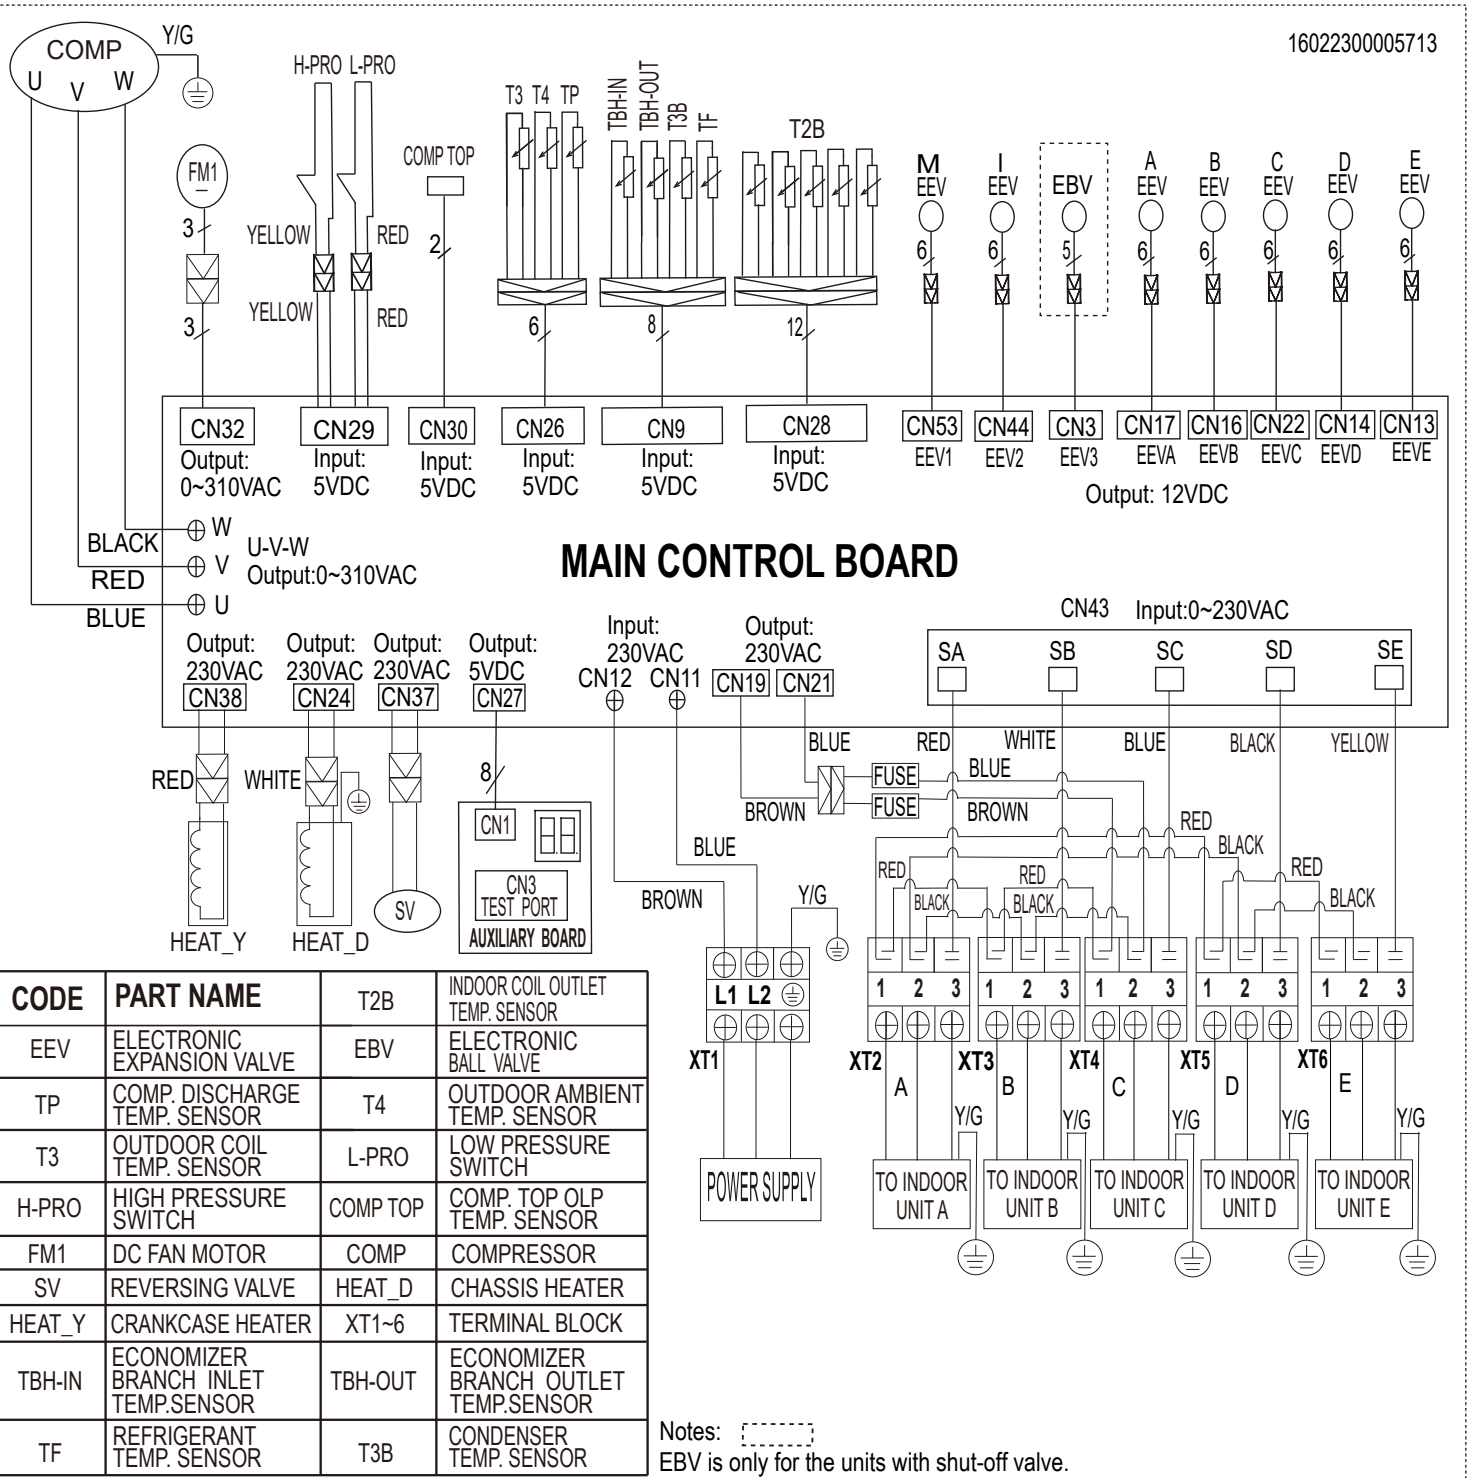 16022300005713
COMP
U V W
Y/G
H-PRO L-PRO
T3 T4 TP
TBH-IN
TBH-OUT
T3B
TF
T2B
FM1
COMP TOP
M
EEV
I
EEV
EBV
A
EEV
B
EEV
C
EEV
D
EEV
E
EEV
3
YELLOW
RED
2
6
6
5
6
6
6
6
6
3
YELLOW
RED
6
8
12
CN32
Output:
0~310VAC
CN29
Input:
5VDC
CN30
Input:
5VDC
CN26
Input:
5VDC
CN9
Input:
5VDC
CN28
Input:
5VDC
CN53
EEV1
CN44
EEV2
CN3
EEV3
CN17
EEVA
CN16
EEVB
CN22
EEVC
CN14
EEVD
CN13
EEVE
Output: 12VDC
BLACK
W
RED
V
BLUE
U
U-V-W
Output:0~310VAC
MAIN CONTROL BOARD
CN43 Input:0~230VAC
SA SB SC SD SE
Output:
230VAC
CN38
Output:
230VAC
CN24
Output:
230VAC
CN37
Output:
5VDC
CN27
Input:
230VAC
CN12 CN11
Output:
230VAC
CN19 CN21
BLUE
RED
WHITE
BLUE
BLACK
YELLOW
RED
WHITE
8
FUSE
BLUE
FUSE
BROWN
BROWN
CN1
8.8.
CN3
TEST PORT
AUXILIARY BOARD
SV
HEAT_Y
HEAT_D
BLUE
BROWN
Y/G
RED
BLACK
RED
BLACK
RED
BLACK
RED
BLACK
L1 L2
XT1
1 2 3
1 2 3
1 2 3
1 2 3
1 2 3
XT2
XT3
XT4
XT5
XT6
A
B
C
D
E
Y/G
Y/G
Y/G
Y/G
Y/G
POWER SUPPLY
TO INDOOR
UNIT A
TO INDOOR
UNIT B
TO INDOOR
UNIT C
TO INDOOR
UNIT D
TO INDOOR
UNIT E
CODE PART NAME
T2B
INDOOR COIL OUTLET
TEMP. SENSOR
EEV
ELECTRONIC
EXPANSION VALVE
EBV
ELECTRONIC
BALL VALVE
TP
COMP. DISCHARGE
TEMP. SENSOR
T4
OUTDOOR AMBIENT
TEMP. SENSOR
T3
OUTDOOR COIL
TEMP. SENSOR
L-PRO
LOW PRESSURE
SWITCH
H-PRO
HIGH PRESSURE
SWITCH
COMP TOP
COMP. TOP OLP
TEMP. SENSOR
FM1 DC FAN MOTOR COMP COMPRESSOR
SV REVERSING VALVE HEAT_D CHASSIS HEATER
HEAT_Y CRANKCASE HEATER XT1~6 TERMINAL BLOCK
TBH-IN
ECONOMIZER
BRANCH INLET
TEMP.SENSOR
TBH-OUT
ECONOMIZER
BRANCH OUTLET
TEMP.SENSOR
TF
REFRIGERANT
TEMP. SENSOR
T3B
CONDENSER
TEMP. SENSOR
Notes:
EBV is only for the units with shut-off valve.